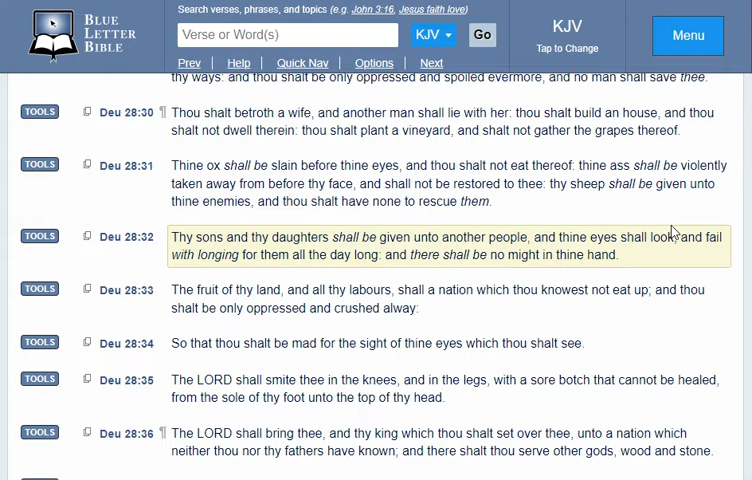 BLUE
LETTER
BIBLE
Search verses, phrases, and topics (e.g. John 3:16, Jesus faith love)
Verse or Word(s)
KJV
Go
Prev Help Quick Nav Options Next
KJV
Tap to Change
Menu
thy ways: and thou shalt be only oppressed and spoiled evermore, and no man shall save thee.
TOOLS Deu 28:30 ¶ Thou shalt betroth a wife, and another man shall lie with her: thou shalt build an house, and thou
shalt not dwell therein: thou shalt plant a vineyard, and shalt not gather the grapes thereof.
TOOLS Deu 28:31 Thine ox shall be slain before thine eyes, and thou shalt not eat thereof: thine ass shall be violently
taken away from before thy face, and shall not be restored to thee: thy sheep shall be given unto
thine enemies, and thou shalt have none to rescue them.
TOOLS Deu 28:32 Thy sons and thy daughters shall be given unto another people, and thine eyes shall look, and fail
with longing for them all the day long: and there shall be no might in thine hand.
TOOLS Deu 28:33 The fruit of thy land, and all thy labours, shall a nation which thou knowest not eat up; and thou
shalt be only oppressed and crushed alway:
TOOLS Deu 28:34 So that thou shalt be mad for the sight of thine eyes which thou shalt see.
TOOLS Deu 28:35 The LORD shall smite thee in the knees, and in the legs, with a sore botch that cannot be healed,
from the sole of thy foot unto the top of thy head.
TOOLS Deu 28:36 ¶ The LORD shall bring thee, and thy king which thou shalt set over thee, unto a nation which
neither thou nor thy fathers have known; and there shalt thou serve other gods, wood and stone.